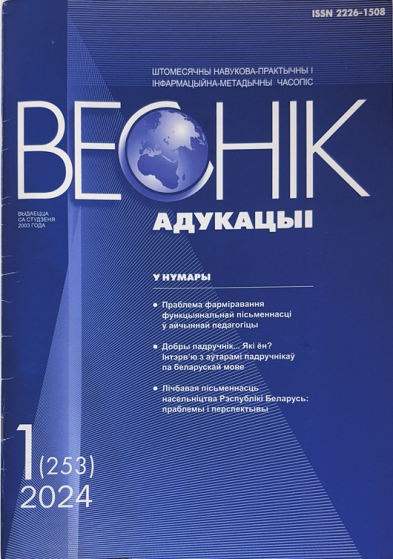 ISSN 2226-1508
ШТОМЕСЯЧНЫ НАВУКОВА-ПРАКТЫЧНЫ І
ІНФАРМАЦЫЙНА-МЕТАДЫЧНЫ ЧАСОПІС
ВЕСНІК
ВЫДАЕЦЦА
СА СТУДЗЕНЯ
2003 ГОДА
АДУКАЦЫІ
У НУМАРЫ
● Праблема фарміравання
функцыянальнай пісьменнасці
ў айчыннай педагогіцы
● Добры падручнік... Які ён?
Інтэрв'ю з аўтарамі падручнікаў
па беларускай мове
● Лічбавая пісьменнасць
насельніцтва Рэспублікі Беларусь:
праблемы і перспектывы
1 (253)
2024